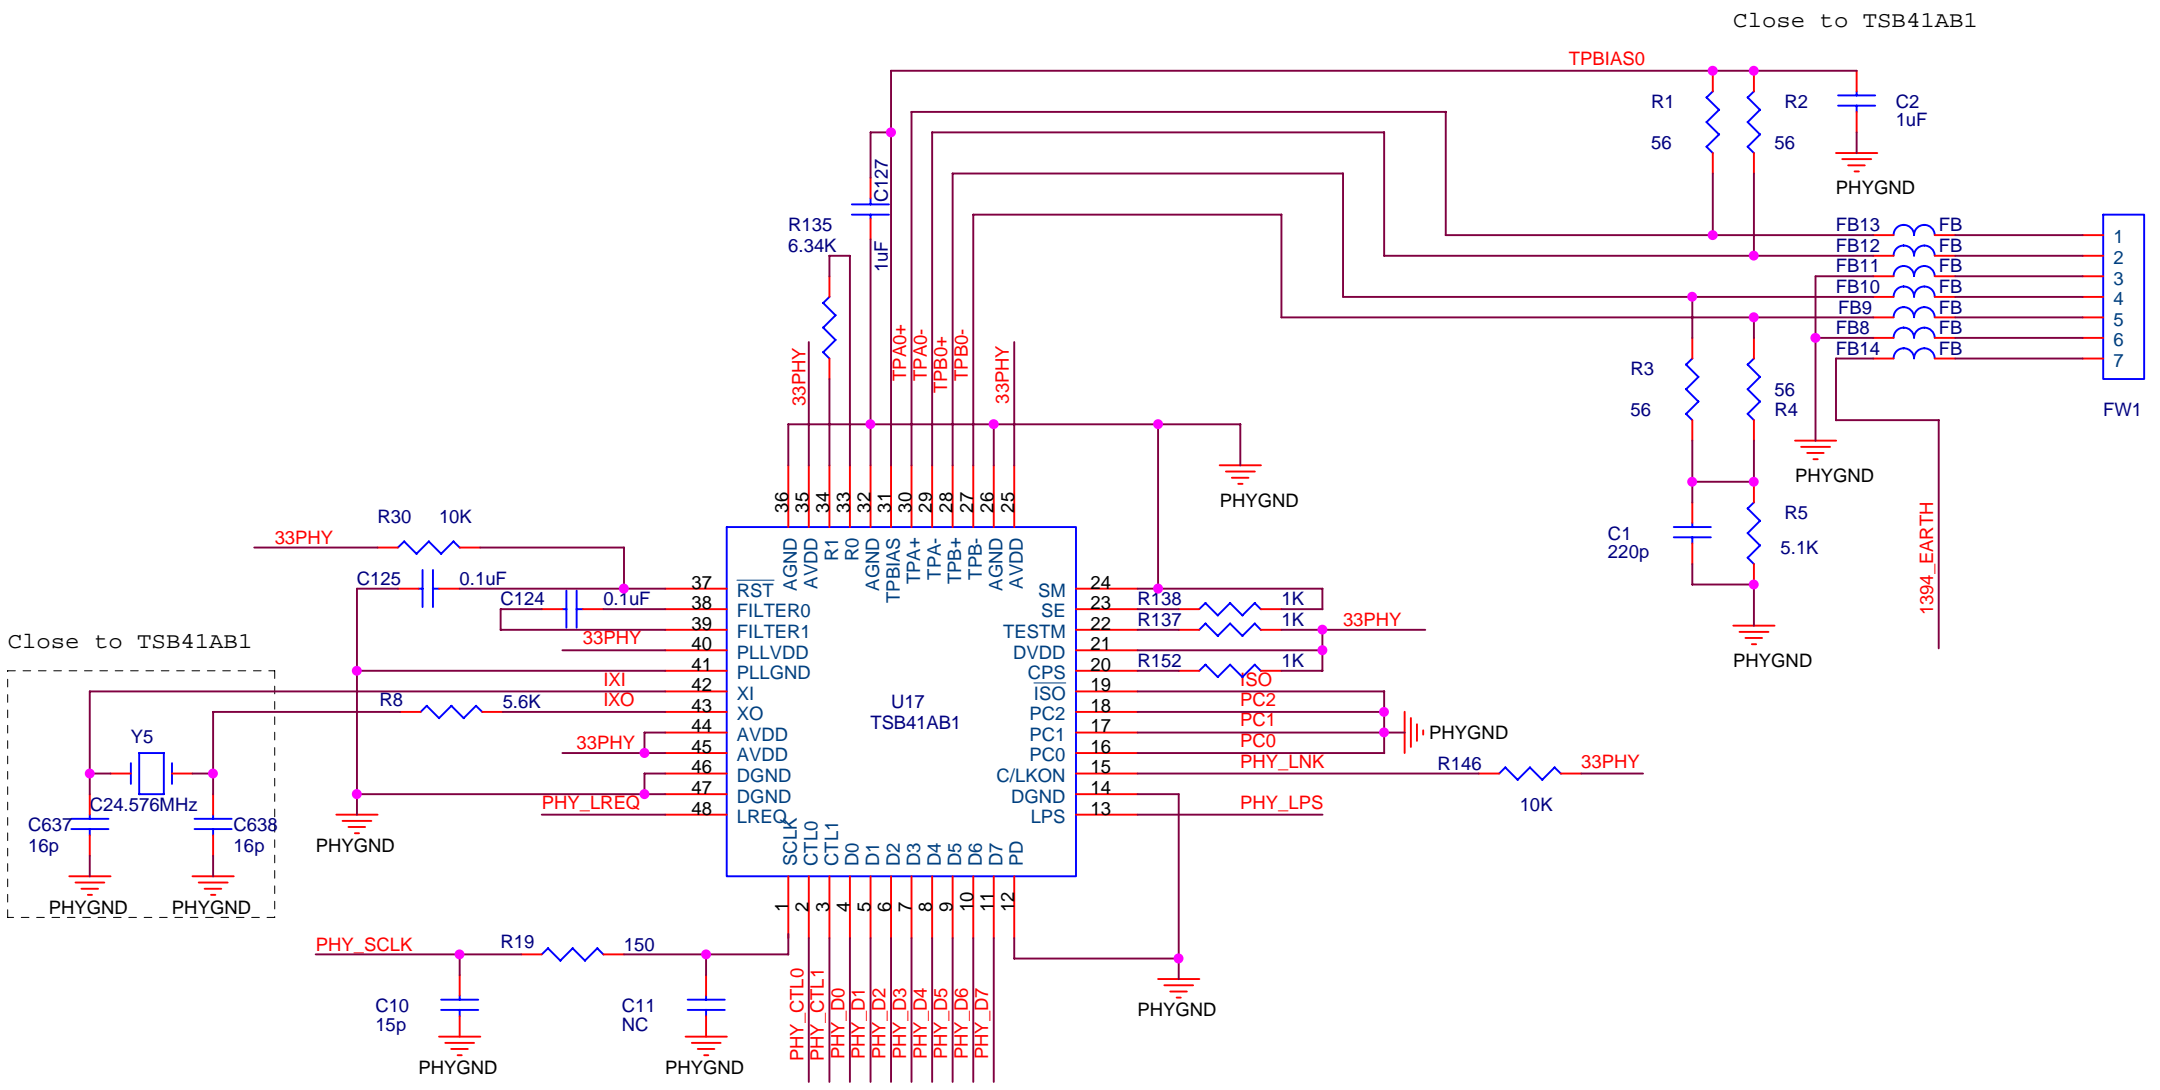 Close to TSB41AB1
TPBIAS0
R1
56
R2
56
C2
1uF
PHYGND
C127
1uF
R135
6.34K
33PHY
TPA0+
TPA0-
TPB0+
TPB0-
33PHY
FB13 FB
FB12 FB
FB11 FB
FB10 FB
FB9 FB
FB8 FB
FB14 FB
1
2
3
4
5
6
7
FW1
R3
56
56
R4
PHYGND
C1
220p
R5
5.1K
PHYGND
1394_EARTH
PHYGND
36
35
34
33
32
31
30
29
28
27
26
25
AGND
AVDD
R1
R0
AGND
TPBIAS
TPA+
TPA-
TPB+
TPB-
AGND
AVDD
R30 10K
33PHY
C125 0.1uF
C124 0.1uF
33PHY
IXI
IXO
R8 5.6K
33PHY
PHY_LREQ
PHYGND
37 RST
38 FILTER0
39 FILTER1
40 PLLVDD
41 PLLGND
42 XI
43 XO
44 AVDD
45 AVDD
46 DGND
47 DGND
48 LREQ
U17
TSB41AB1
SM 24
SE 23
TESTM 22
DVDD 21
CPS 20
ISO 19
PC2 18
PC1 17
PC0 16
C/LKON 15
DGND 14
LPS 13
R138 1K
R137 1K
33PHY
R152 1K
ISO
PC2
PC1
PC0
PHYGND
PHY_LNK
R146
10K
33PHY
PHY_LPS
Close to TSB41AB1
Y5
C24.576MHz
C637
16p
C638
16p
PHYGND
PHYGND
SCLK
CTL0
CTL1
D0
D1
D2
D3
D4
D5
D6
D7
PD
1
2
3
4
5
6
7
8
9
10
11
12
PHY_SCLK
R19 150
C10
15p
PHYGND
C11
NC
PHYGND
PHY_CTL0
PHY_CTL1
PHY_D0
PHY_D1
PHY_D2
PHY_D3
PHY_D4
PHY_D5
PHY_D6
PHY_D7
PHYGND